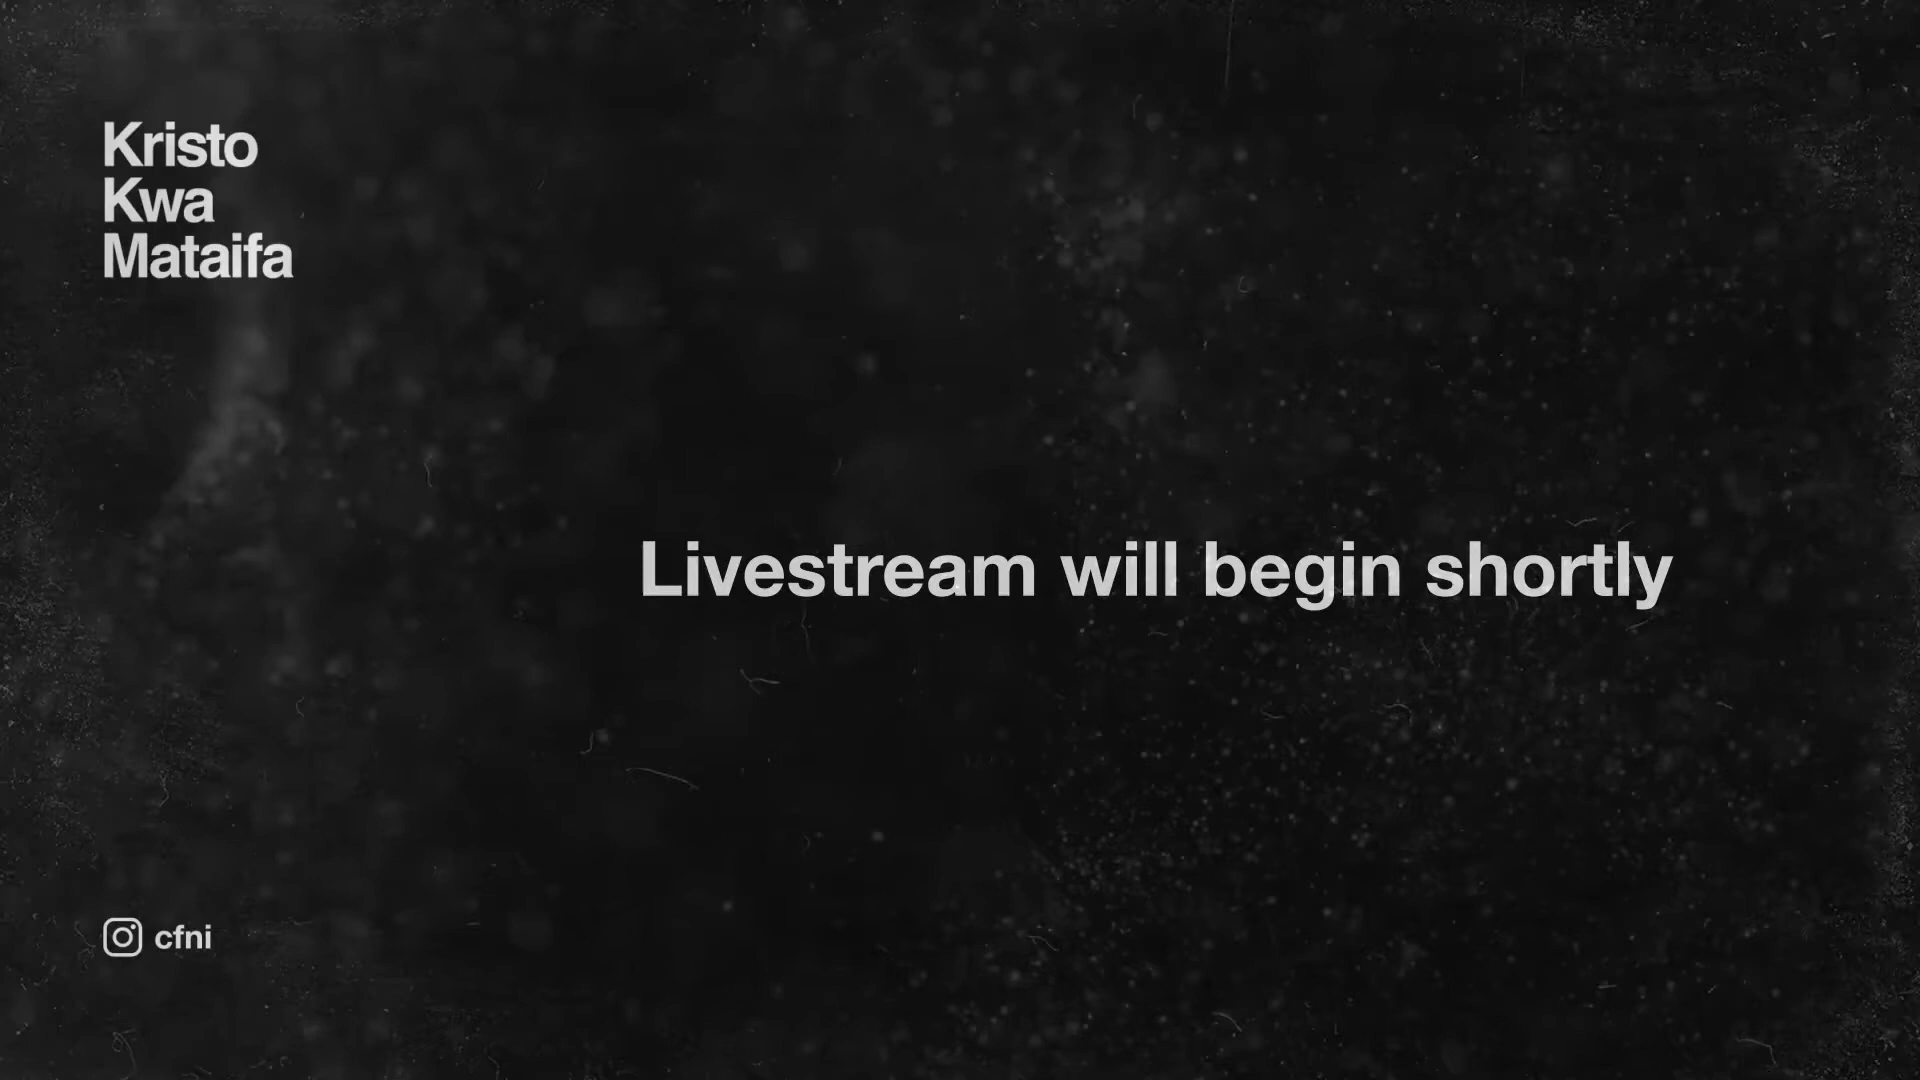 Kristo
Kwa
Mataifa
Livestream will begin shortly
cfni